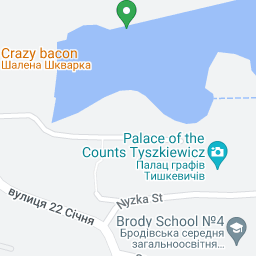 Crazy bacon
Шалена Шкварка
Palace of the
Counts Tyszkiewicz
Палац графів
Тишкевичів
вулиця 22 Січня
Nyzka St
Brody School №4
Бродівська середня
загальноосвітня...